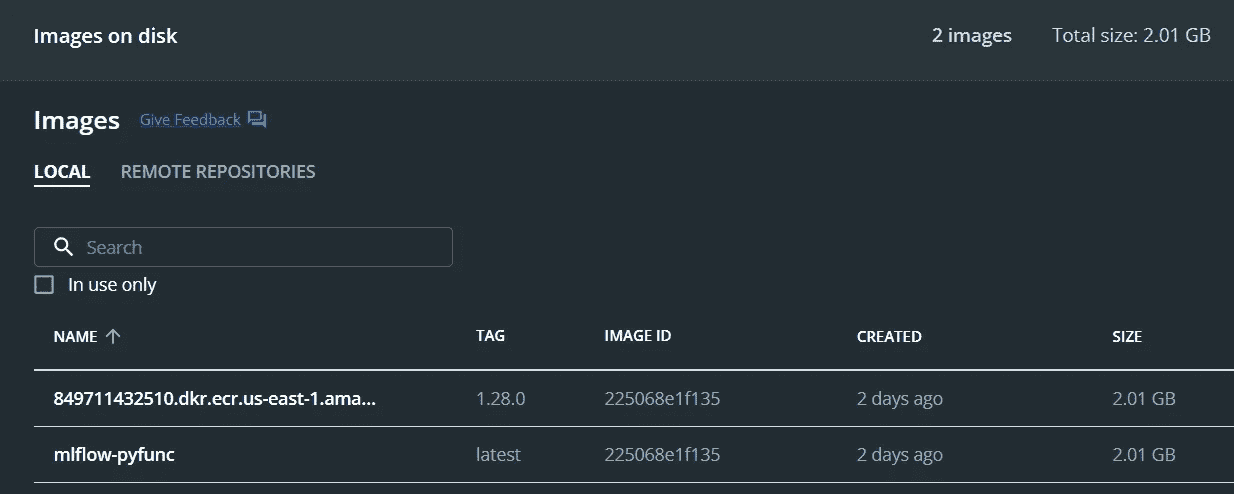 Images on disk 2 images Total size: 2.01 GB
Images Give Feedback
LOCAL REMOTE REPOSITORIES
Search
In use only
NAME TAG IMAGE ID CREATED SIZE
849711432510.dkr.ecr.us-east-1.ama... 1.28.0 225068e1f135 2 days ago 2.01 GB
mlflow-pyfunc latest 225068e1f135 2 days ago 2.01 GB